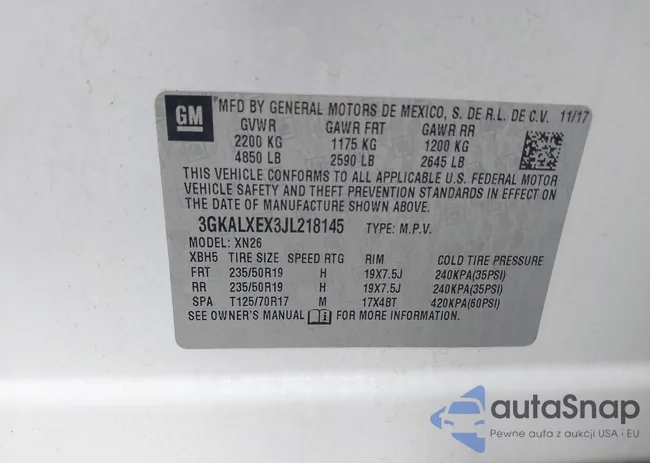 GM MFD BY GENERAL MOTORS DE MEXICO, S. DE R.L. DE C.V. 11/17
GVWR GAWR FRT GAWR RR
2200 KG 1175 KG 1200 KG
4850 LB 2590 LB 2645 LB
THIS VEHICLE CONFORMS TO ALL APPLICABLE U.S. FEDERAL MOTOR
VEHICLE SAFETY AND THEFT PREVENTION STANDARDS IN EFFECT ON
THE DATE OF MANUFACTURE SHOWN ABOVE.
3GKALXEX3JL218145 TYPE: M.P.V.
MODEL: XN26
XBH5 TIRE SIZE SPEED RTG RIM COLD TIRE PRESSURE
FRT 235/50R19 H 19X7.5J 240KPA(35PSI)
RR 235/50R19 H 19X7.5J 240KPA(35PSI)
SPA T125/70R17 M 17X4BT 420KPA(60PSI)
SEE OWNER'S MANUAL FOR MORE INFORMATION.
autoSnap
Pewne auta z aukcji USA i EU